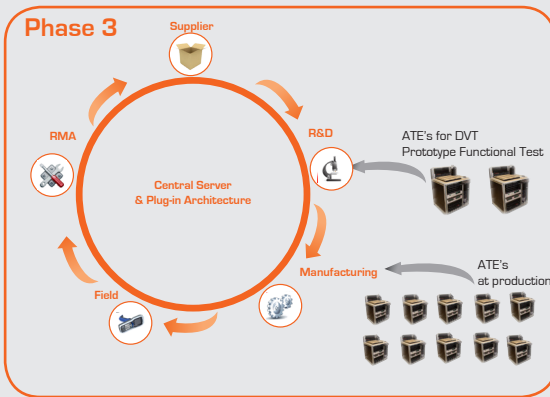 Phase 3
Supplier
R&D
RMA
ATE's for DVT
Prototype Functional Test
Central Server
& Plug-in Architecture
Manufacturing
ATE's
at production
Field